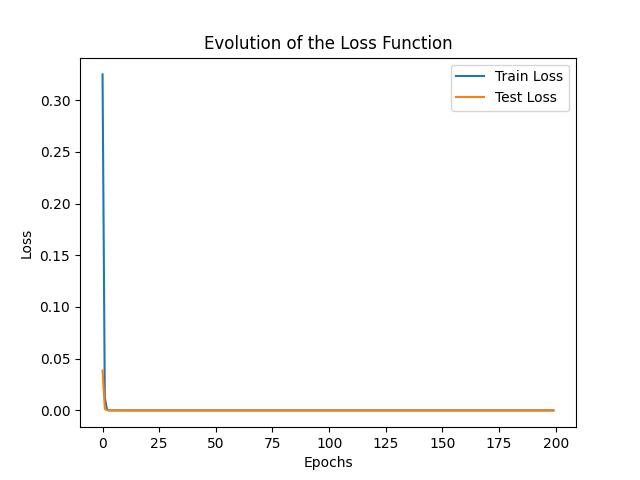 Evolution of the Loss Function
Train Loss
Test Loss
0.30
0.25
0.20
0.15
0.10
0.05
0.00
Loss
0 25 50 75 100 125 150 175 200
Epochs